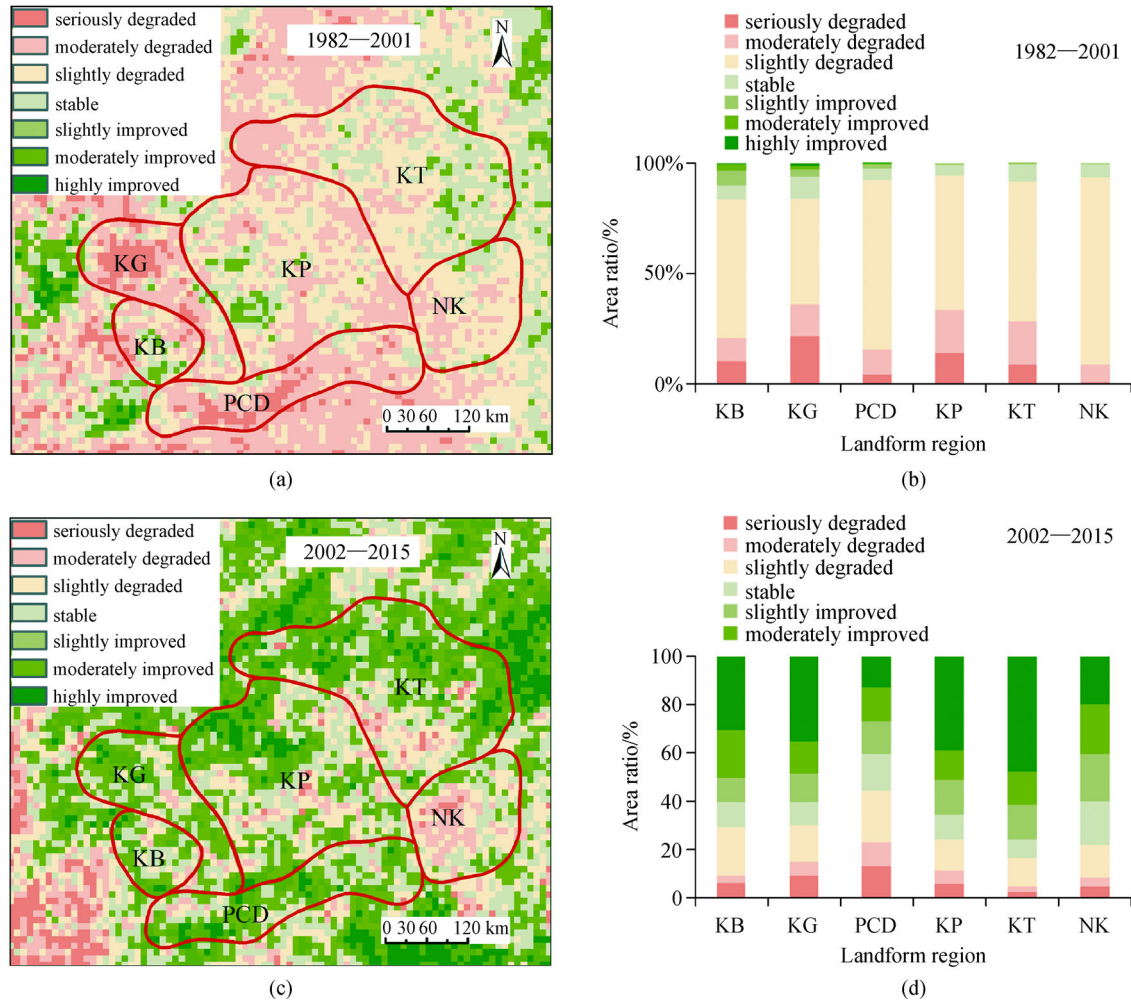 seriously degraded
moderately degraded
slightly degraded
stable
slightly improved
moderately improved
highly improved
1982—2001
N
KT
KG
KP
NK
KB
PCD
0 30 60 120 km
(a)
seriously degraded
moderately degraded
slightly degraded
stable
slightly improved
moderately improved
highly improved
1982—2001
100%
50%
0%
Area ratio/%
KB KG PCD KP KT NK
Landform region
(b)
seriously degraded
moderately degraded
slightly degraded
stable
slightly improved
moderately improved
highly improved
2002—2015
N
KT
KG
KP
NK
KB
PCD
0 30 60 120 km
(c)
seriously degraded
moderately degraded
slightly degraded
stable
slightly improved
moderately improved
2002—2015
100
80
60
40
20
0
Area ratio/%
KB KG PCD KP KT NK
Landform region
(d)